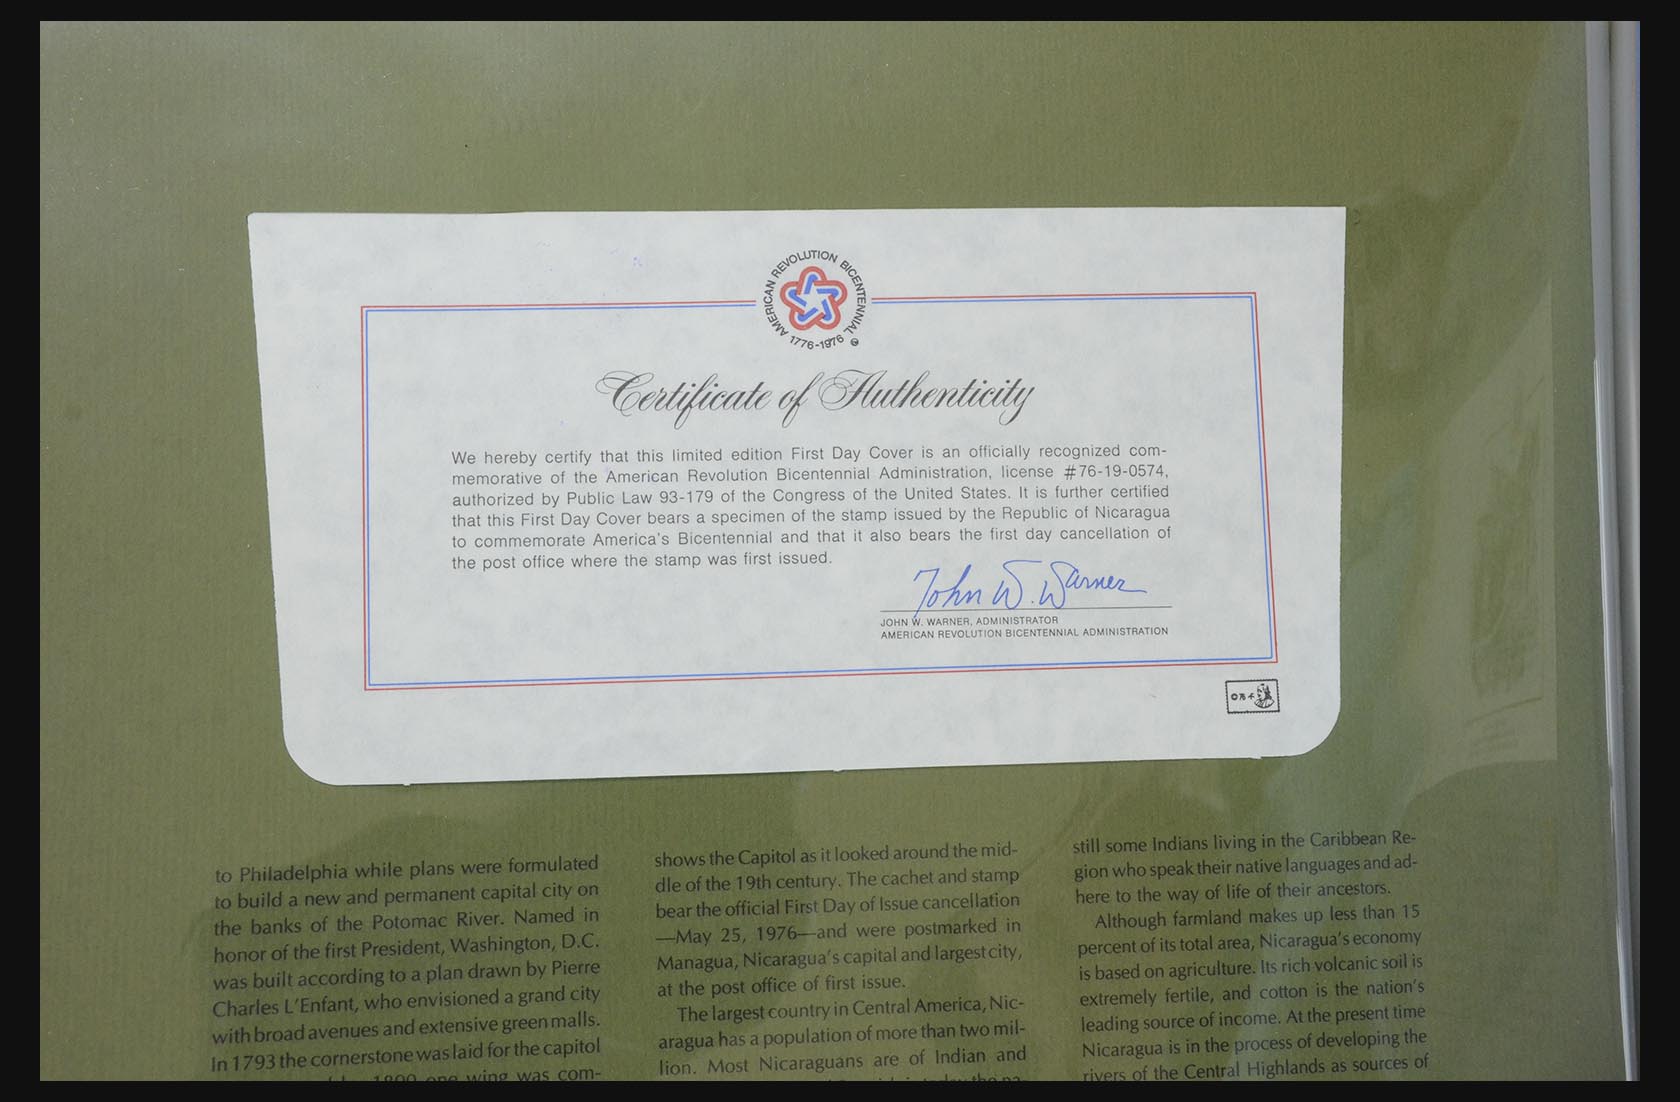 AMERICAN REVOLUTION BICENTENNIAL
1776-1976
Certificate of Authenticity
We hereby certify that this limited edition First Day Cover is an officially recognized com-
memorative of the American Revolution Bicentennial Administration, license #76-19-0574,
authorized by Public Law 93-179 of the Congress of the United States. It is further certified
that this First Day Cover bears a specimen of the stamp issued by the Republic of Nicaragua
to commemorate America's Bicentennial and that it also bears the first day cancellation of
the post office where the stamp was first issued.
John W. Warner
JOHN W. WARNER, ADMINISTRATOR
AMERICAN REVOLUTION BICENTENNIAL ADMINISTRATION
to Philadelphia while plans were formulated
to build a new and permanent capital city on
the banks of the Potomac River. Named in
honor of the first President, Washington, D.C.
was built according to a plan drawn by Pierre
Charles L'Enfant, who envisioned a grand city
with broad avenues and extensive green malls.
In 1793 the cornerstone was laid for the capitol
1800 one wing was com-
shows the Capitol as it looked around the mid-
dle of the 19th century. The cachet and stamp
bear the official First Day of Issue cancellation
—May 25, 1976—and were postmarked in
Managua, Nicaragua's capital and largest city,
at the post office of first issue.
The largest country in Central America, Nic-
aragua has a population of more than two mil-
lion. Most Nicaraguans are of Indian and
still some Indians living in the Caribbean Re-
gion who speak their native languages and ad-
here to the way of life of their ancestors.
Although farmland makes up less than 15
percent of its total area, Nicaragua's economy
is based on agriculture. Its rich volcanic soil is
extremely fertile, and cotton is the nation's
leading source of income. At the present time
Nicaragua is in the process of developing the
rivers of the Central Highlands as sources of